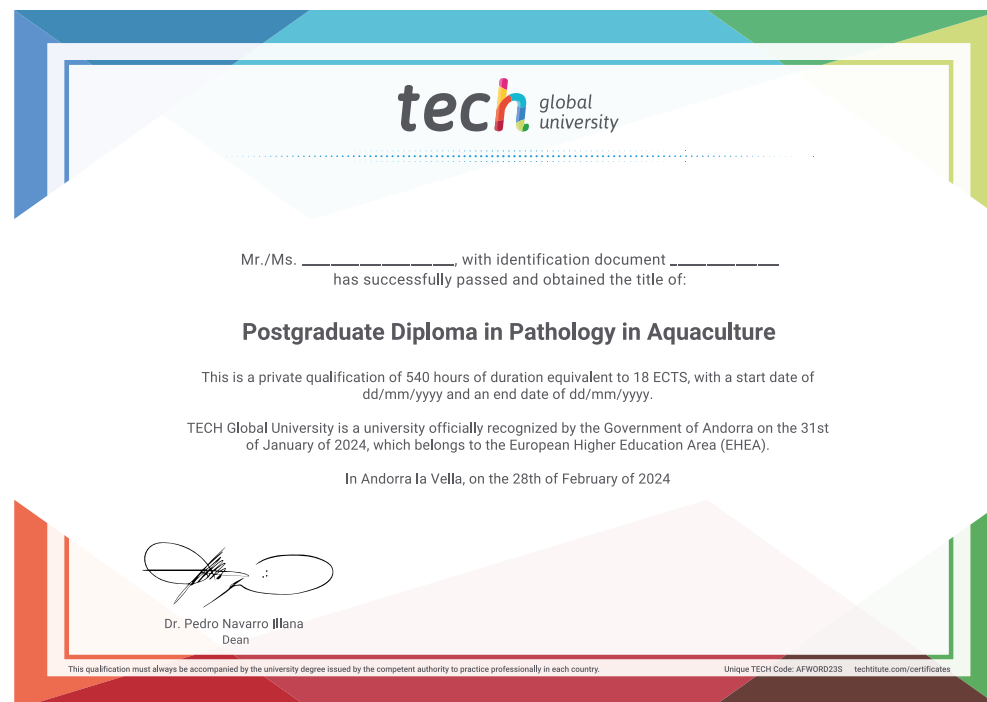 tech global university
Mr./Ms. ____________________, with identification document ______________
has successfully passed and obtained the title of:
Postgraduate Diploma in Pathology in Aquaculture
This is a private qualification of 540 hours of duration equivalent to 18 ECTS, with a start date of
dd/mm/yyyy and an end date of dd/mm/yyyy.
TECH Global University is a university officially recognized by the Government of Andorra on the 31st
of January of 2024, which belongs to the European Higher Education Area (EHEA).
In Andorra la Vella, on the 28th of February of 2024
Dr. Pedro Navarro Illana
Dean
This qualification must always be accompanied by the university degree issued by the competent authority to practice professionally in each country.
Unique TECH Code: AFWORD23S techtitute.com/certificates